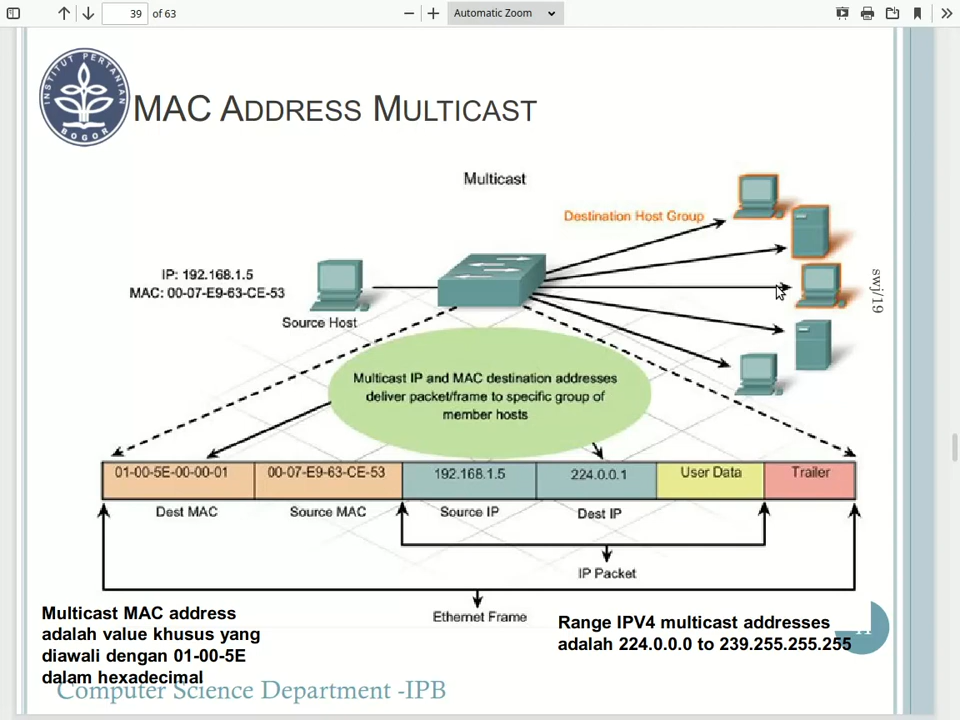 39
of 63
Automatic Zoom
INSTITUT PERTANIAN
BOGOR
MAC ADDRESS MULTICAST
Multicast
Destination Host Group
IP: 192.168.1.5
MAC: 00-07-E9-63-CE-53
Source Host
swj/19
Multicast IP and MAC destination addresses
deliver packet/frame to specific group of
member hosts
01-00-5E-00-00-01 00-07-E9-63-CE-53 192.168.1.5 224.0.0.1 User Data Trailer
Dest MAC Source MAC Source IP Dest IP
IP Packet
Ethernet Frame
Multicast MAC address
adalah value khusus yang
diawali dengan 01-00-5E
dalam hexadecimal
Range IPV4 multicast addresses
adalah 224.0.0.0 to 239.255.255.255
Computer Science Department -IPB